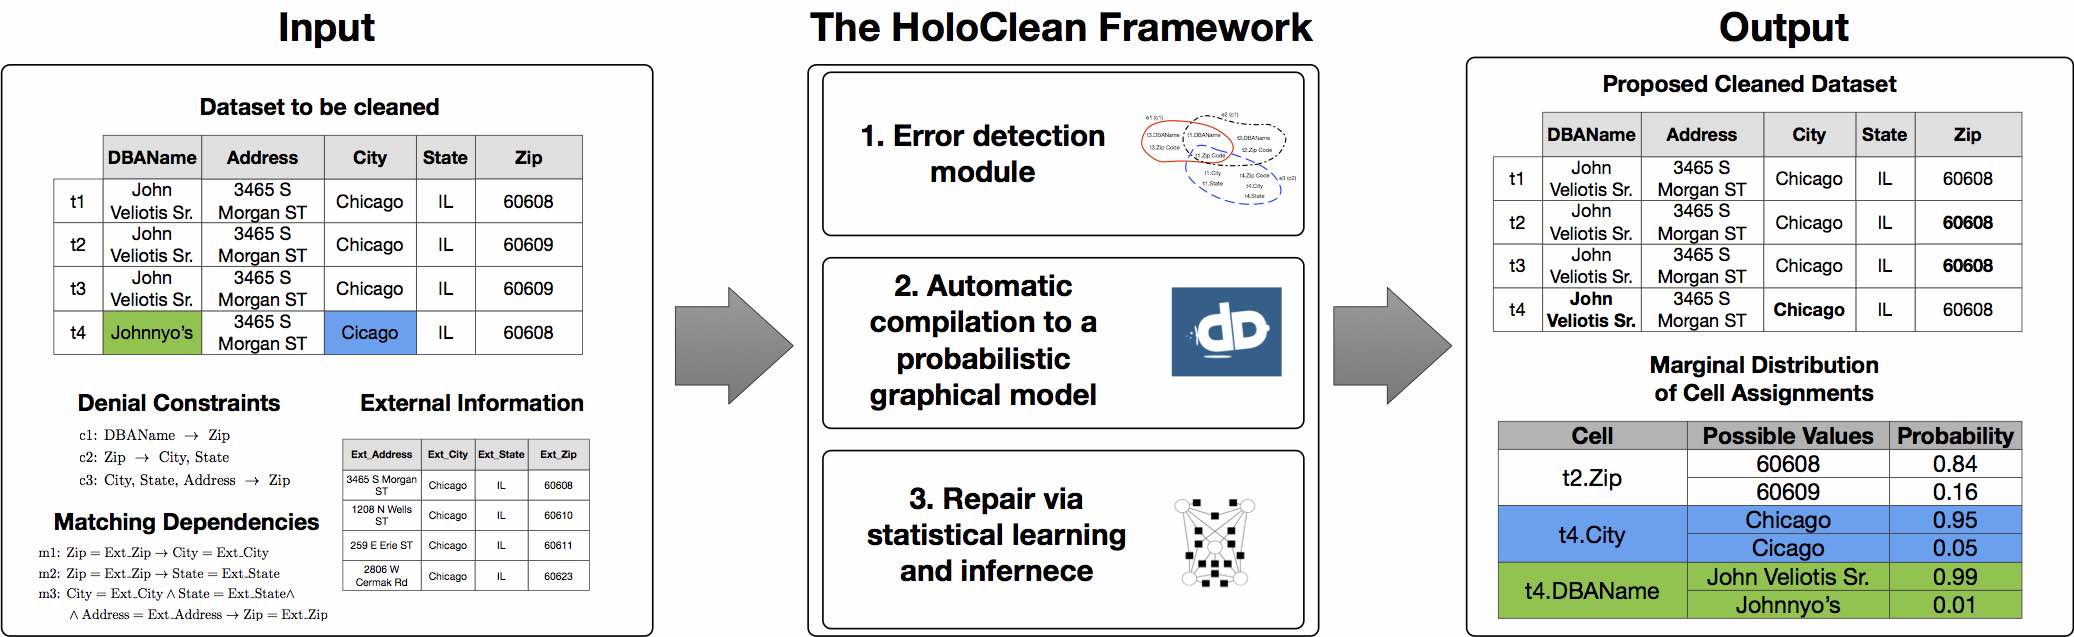 Input
Dataset to be cleaned
DBAName Address City State Zip
t1 John Veliotis Sr. 3465 S Morgan ST Chicago IL 60608
t2 John Veliotis Sr. 3465 S Morgan ST Chicago IL 60609
t3 John Veliotis Sr. 3465 S Morgan ST Chicago IL 60609
t4 Johnnyo's 3465 S Morgan ST Cicago IL 60608
Denial Constraints
c1: DBAName → Zip
c2: Zip → City, State
c3: City, State, Address → Zip
Matching Dependencies
m1: Zip = Ext_Zip → City = Ext_City
m2: Zip = Ext_Zip → State = Ext_State
m3: City = Ext_City ∧ State = Ext_State∧
∧ Address = Ext_Address → Zip = Ext_Zip
External Information
Ext_Address Ext_City Ext_State Ext_Zip
3465 S Morgan ST Chicago IL 60608
1208 N Wells ST Chicago IL 60610
259 E Erie ST Chicago IL 60611
2806 W Cermak Rd Chicago IL 60623
The HoloClean Framework
1. Error detection
module
e1 (c1)
e2 (c1)
t3.DBAName t1.DBAName t2.DBAName
t3.Zip Code t1.Zip Code t2.Zip Code
t1.City t4.Zip Code e3 (c2)
t1.State t4.City
t4.State
2. Automatic
compilation to a
probabilistic
graphical model
dD
3. Repair via
statistical learning
and infernece
Output
Proposed Cleaned Dataset
DBAName Address City State Zip
t1 John Veliotis Sr. 3465 S Morgan ST Chicago IL 60608
t2 John Veliotis Sr. 3465 S Morgan ST Chicago IL 60608
t3 John Veliotis Sr. 3465 S Morgan ST Chicago IL 60608
t4 John Veliotis Sr. 3465 S Morgan ST Chicago IL 60608
Marginal Distribution
of Cell Assignments
Cell Possible Values Probability
t2.Zip 60608 0.84
60609 0.16
t4.City Chicago 0.95
Cicago 0.05
t4.DBAName John Veliotis Sr. 0.99
Johnnyo's 0.01